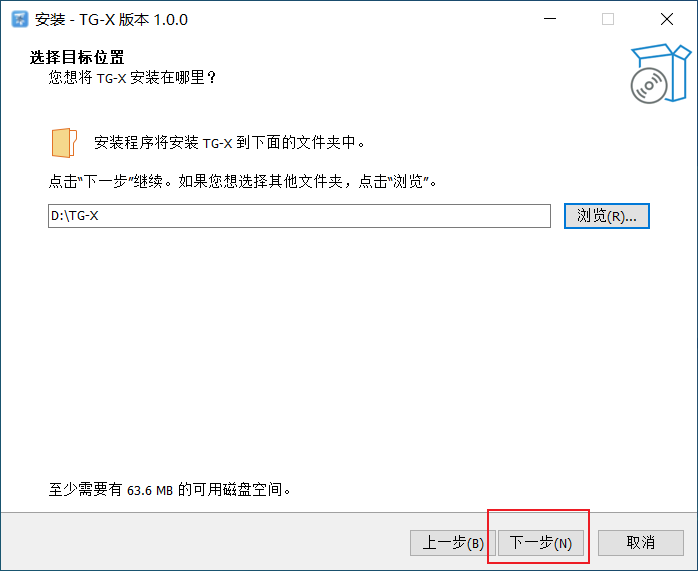 安装 - TG-X 版本 1.0.0
选择目标位置
您想将 TG-X 安装在哪里？
安装程序将安装 TG-X 到下面的文件夹中。
点击“下一步”继续。如果您想选择其他文件夹，点击“浏览”。
D:\TG-X
浏览(R)...
至少需要有 63.6 MB 的可用磁盘空间。
上一步(B)
下一步(N)
取消